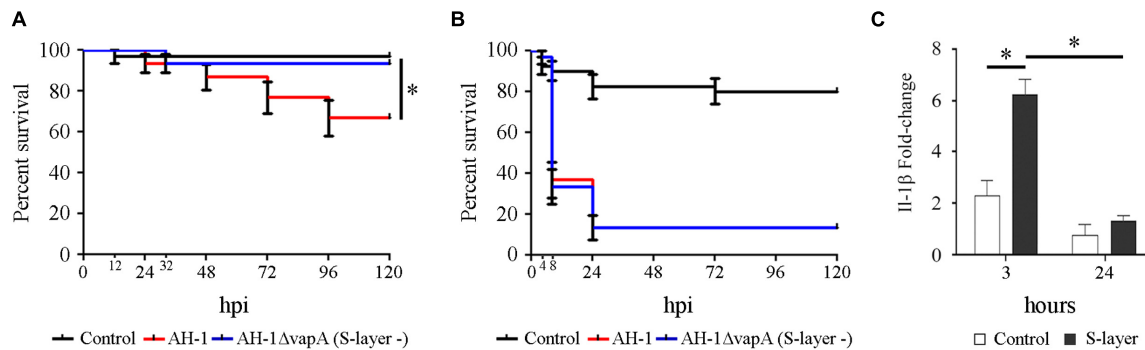 A
Percent survival
100
80
60
40
20
0
0 12 24 32 48 72 96 120
hpi
Control AH-1 AH-1ΔvapA (S-layer -)
*
B
Percent survival
100
80
60
40
20
0
0 4 8 24 48 72 96 120
hpi
Control AH-1 AH-1ΔvapA (S-layer -)
C
Il-1β Fold-change
8
6
4
2
0
* *
3 24
hours
Control S-layer